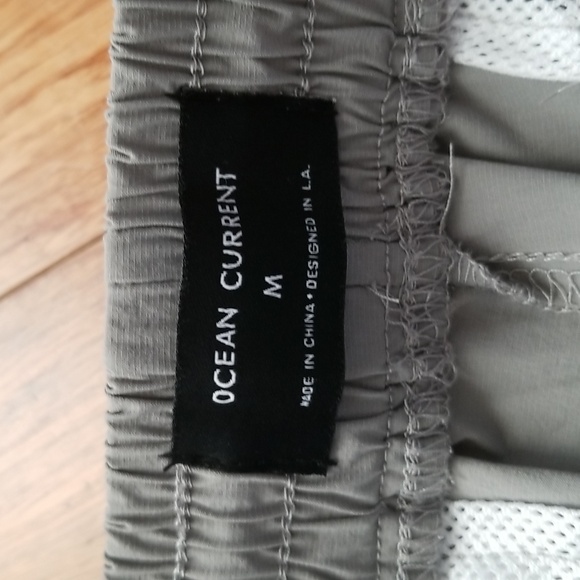 OCEAN CURRENT
M
MADE IN CHINA • DESIGNED IN L.A.